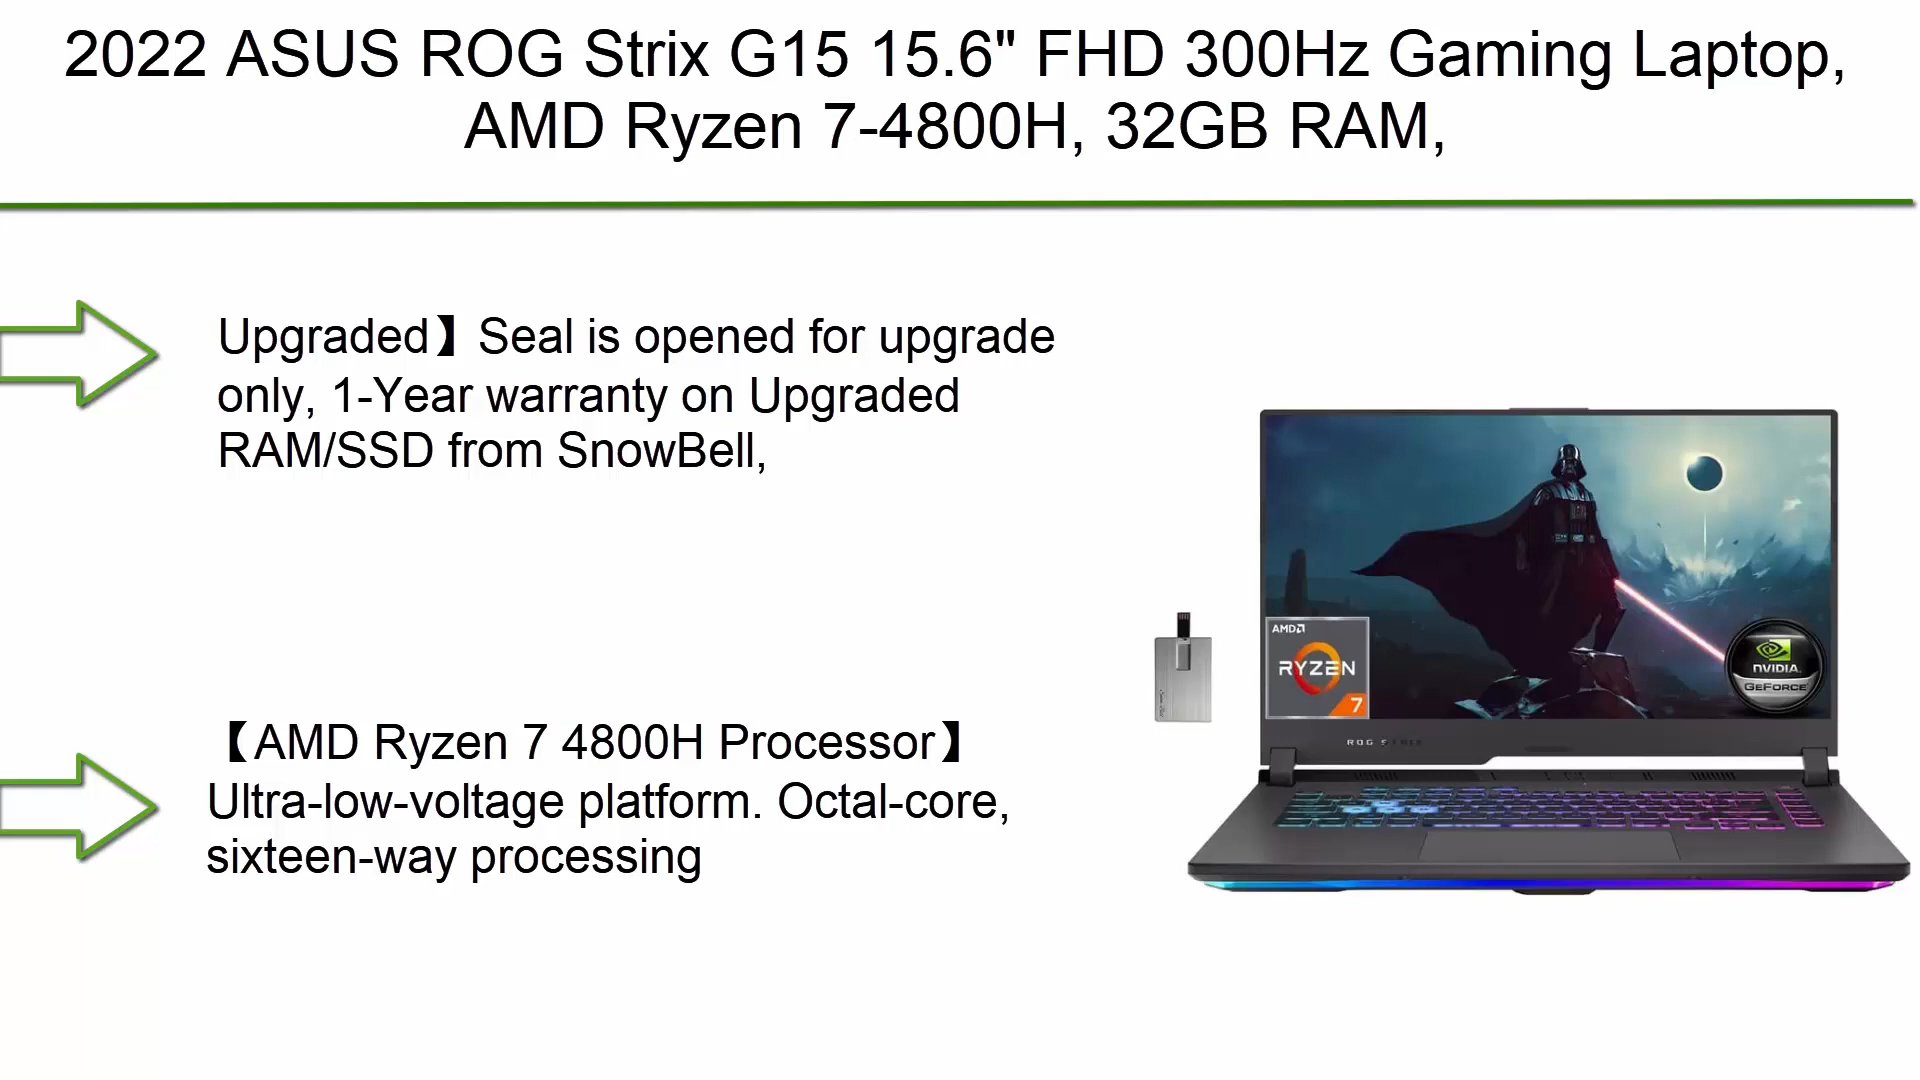 2022 ASUS ROG Strix G15 15.6" FHD 300Hz Gaming Laptop,
AMD Ryzen 7-4800H, 32GB RAM,
Upgraded】Seal is opened for upgrade
only, 1-Year warranty on Upgraded
RAM/SSD from SnowBell,
【AMD Ryzen 7 4800H Processor】
Ultra-low-voltage platform. Octal-core,
sixteen-way processing
AMD
RYZEN
7
NVIDIA.
GEFORCE
ROG STRIX